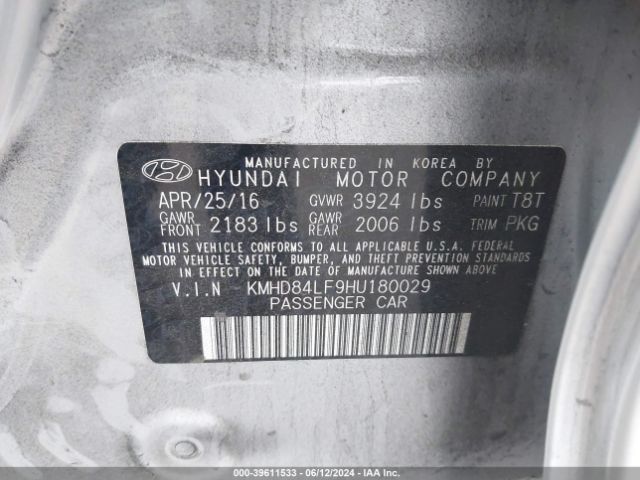 MANUFACTURED IN KOREA BY
HYUNDAI MOTOR COMPANY
APR/25/16 GVWR 3924 lbs PAINT T8T
GAWR FRONT 2183 lbs GAWR REAR 2006 lbs TRIM PKG
THIS VEHICLE CONFORMS TO ALL APPLICABLE U.S.A. FEDERAL
MOTOR VEHICLE SAFETY, BUMPER, AND THEFT PREVENTION STANDARDS
IN EFFECT ON THE DATE OF MANUFACTURE SHOWN ABOVE
V.I.N KMHD84LF9HU180029
PASSENGER CAR
000-39611533 - 06/12/2024 - IAA Inc.